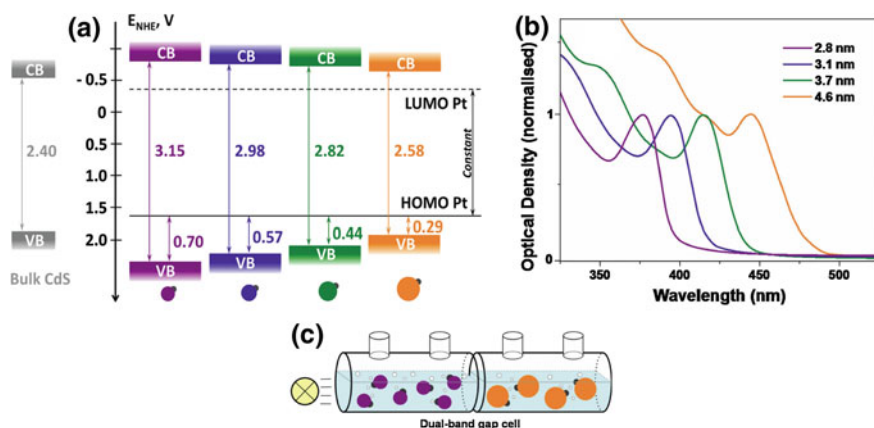 (a)
E_NHE, V
CB
CB
CB
CB
CB
- 0.5
0
0.5
1.0
1.5
2.0
LUMO Pt
HOMO Pt
Constant
2.40
3.15
2.98
2.82
2.58
0.70
0.57
0.44
0.29
VB
VB
VB
VB
VB
Bulk CdS
(b)
Optical Density (normalised)
1
0
2.8 nm
3.1 nm
3.7 nm
4.6 nm
350
400
450
500
Wavelength (nm)
(c)
Dual-band gap cell